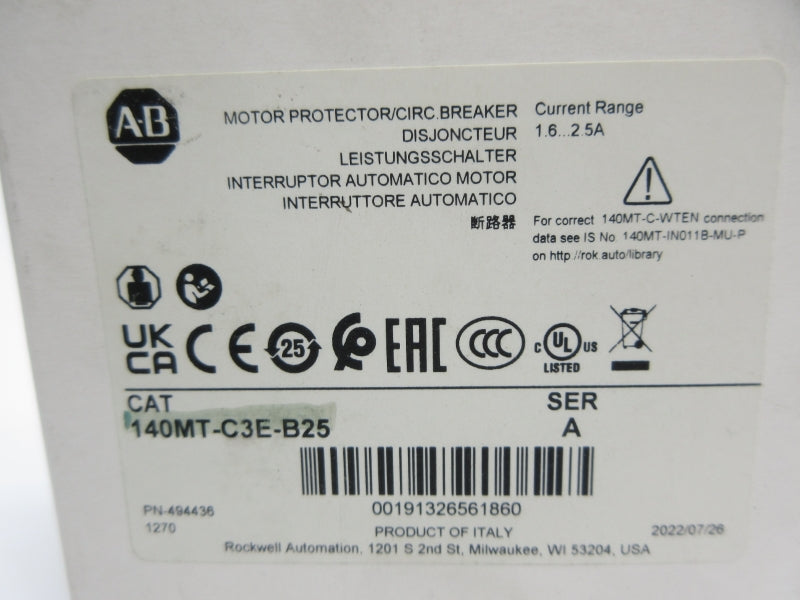 A·B
MOTOR PROTECTOR/CIRC.BREAKER
DISJONCTEUR
LEISTUNGSSCHALTER
INTERRUPTOR AUTOMATICO MOTOR
INTERRUTTORE AUTOMATICO
断路器
Current Range
1.6...2.5A
For correct 140MT-C-WTEN connection
data see IS No. 140MT-IN011B-MU-P
on http://rok.auto/library
UK
CA CE 25 EAC CCC c UL US
LISTED
CAT SER
140MT-C3E-B25 A
00191326561860
PN-494436
1270
PRODUCT OF ITALY 2022/07/26
Rockwell Automation, 1201 S 2nd St, Milwaukee, WI 53204, USA